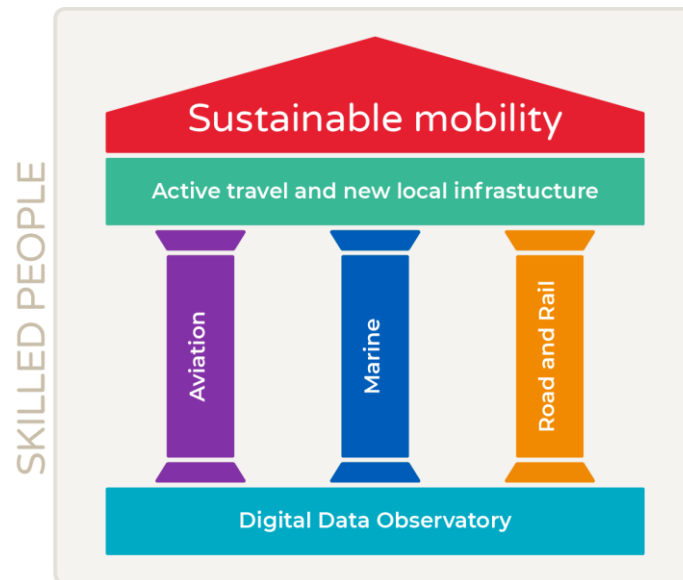 Sustainable mobility
Active travel and new local infrastucture
SKILLED PEOPLE
Aviation
Marine
Road and Rail
Digital Data Observatory